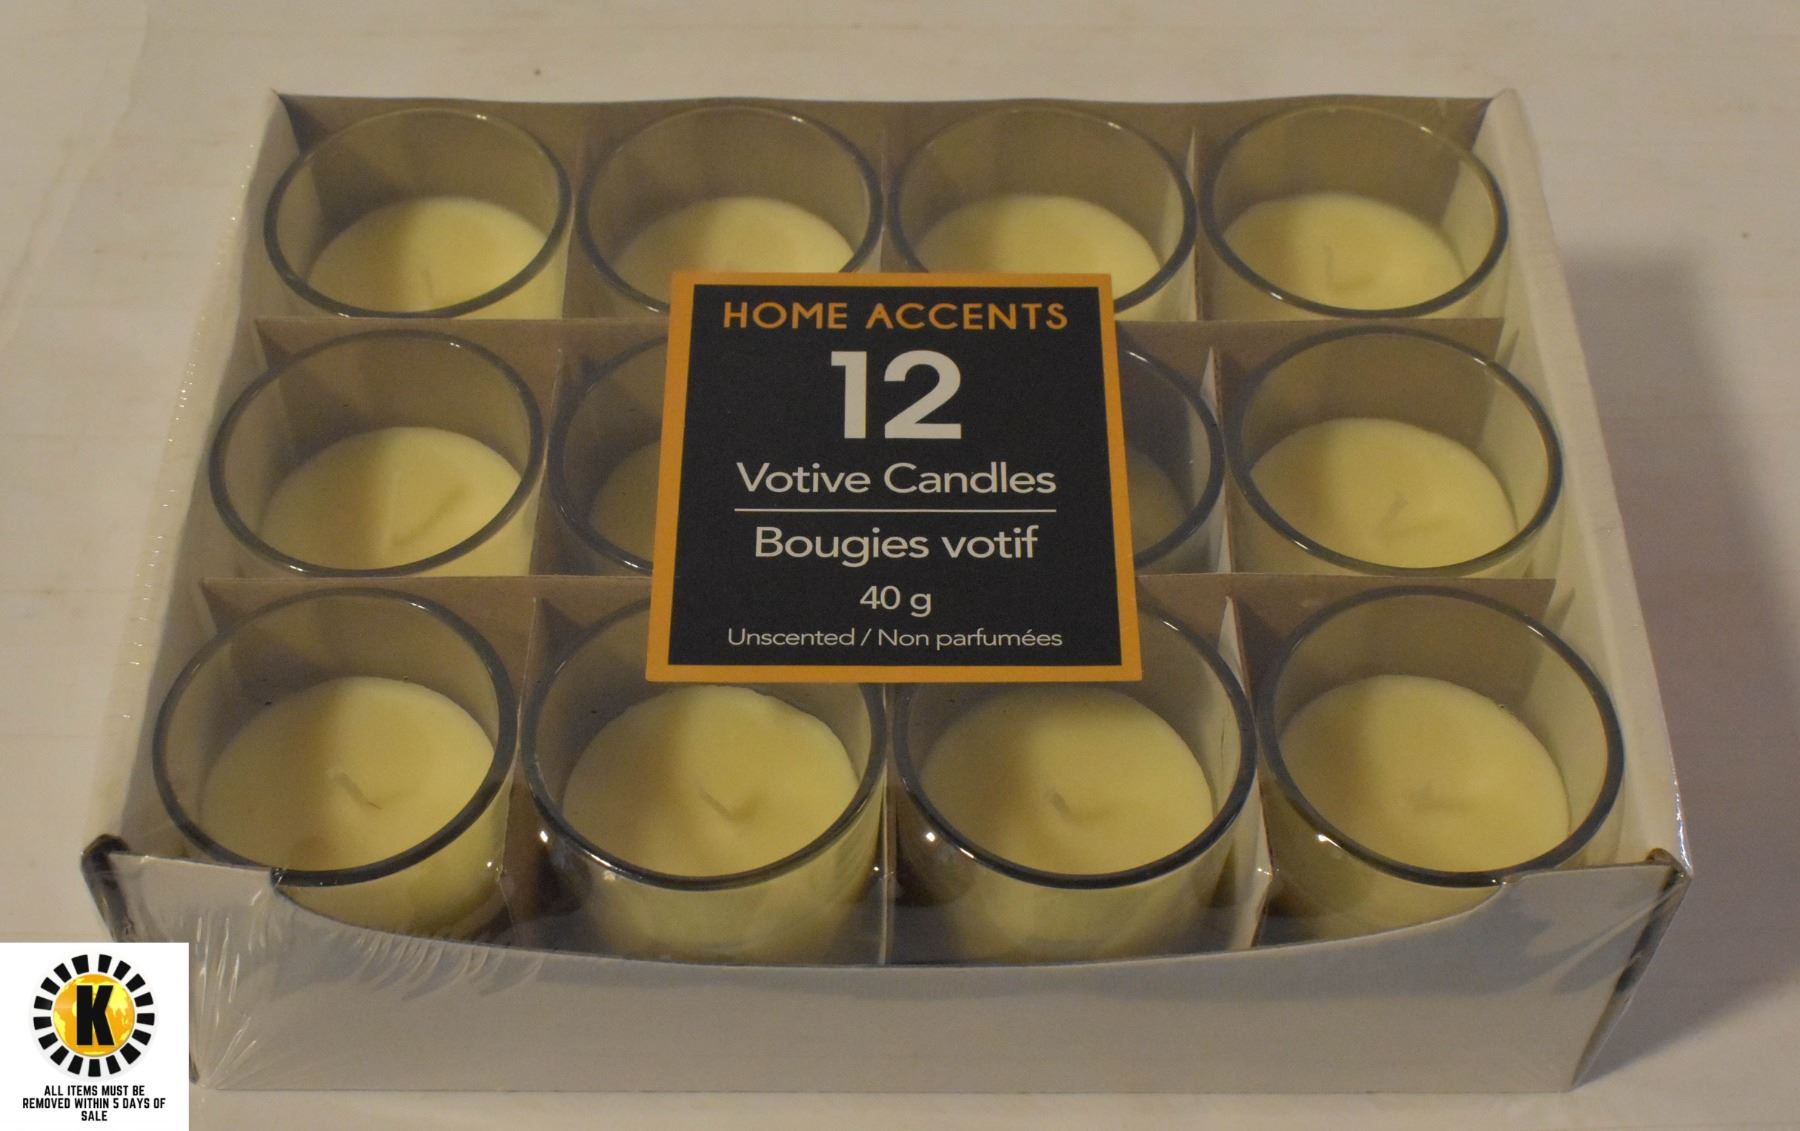 HOME ACCENTS
12
Votive Candles
Bougies votif
40 g
Unscented / Non parfumées
K
ALL ITEMS MUST BE
REMOVED WITHIN 5 DAYS OF
SALE